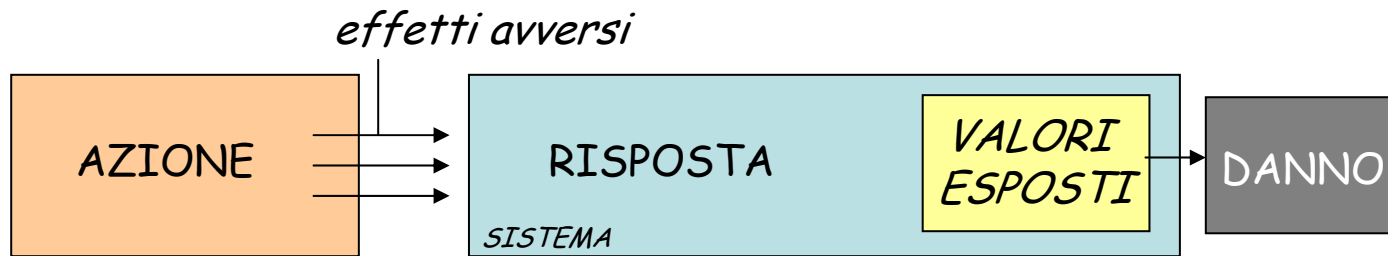 effetti avversi
AZIONE
RISPOSTA
SISTEMA
VALORI
ESPOSTI
DANNO